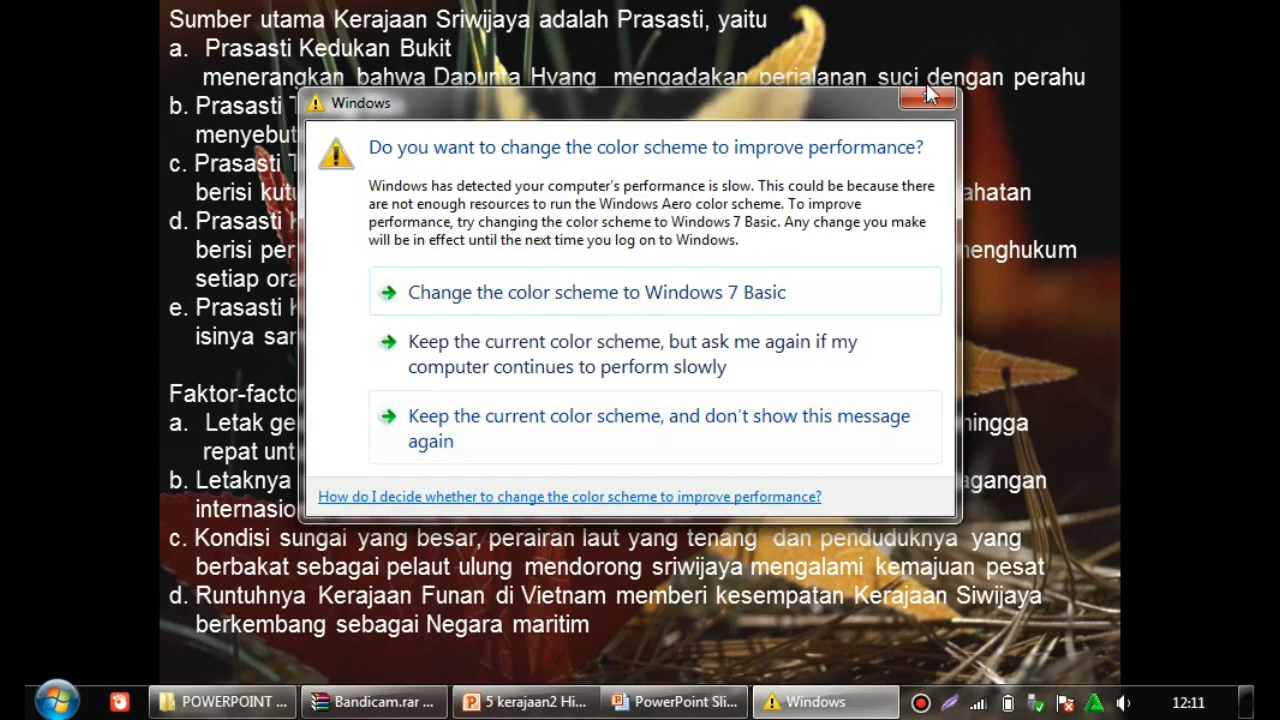 Sumber utama Kerajaan Sriwijaya adalah Prasasti, yaitu
a. Prasasti Kedukan Bukit
menerangkan bahwa Dapunta Hyang mengadakan perjalanan suci dengan perahu
b. Prasasti
menyebut
c. Prasasti
berisi kutu
ahatan
d. Prasasti
berisi per
enghukum
setiap ora
e. Prasasti
isinya sar
Windows
Do you want to change the color scheme to improve performance?
Windows has detected your computer's performance is slow. This could be because there
are not enough resources to run the Windows Aero color scheme. To improve
performance, try changing the color scheme to Windows 7 Basic. Any change you make
will be in effect until the next time you log on to Windows.
Change the color scheme to Windows 7 Basic
Keep the current color scheme, but ask me again if my
computer continues to perform slowly
Keep the current color scheme, and don't show this message
again
How do I decide whether to change the color scheme to improve performance?
Faktor-facto
a. Letak ge
hingga
repat unt
b. Letaknya
agangan
internasio
c. Kondisi sungai yang besar, perairan laut yang tenang dan penduduknya yang
berbakat sebagai pelaut ulung mendorong sriwijaya mengalami kemajuan pesat
d. Runtuhnya Kerajaan Funan di Vietnam memberi kesempatan Kerajaan Siwijaya
berkembang sebagai Negara maritim
POWERPOINT ...
Bandicam.rar ...
5 kerajaan2 Hi...
PowerPoint Sli...
Windows
12:11